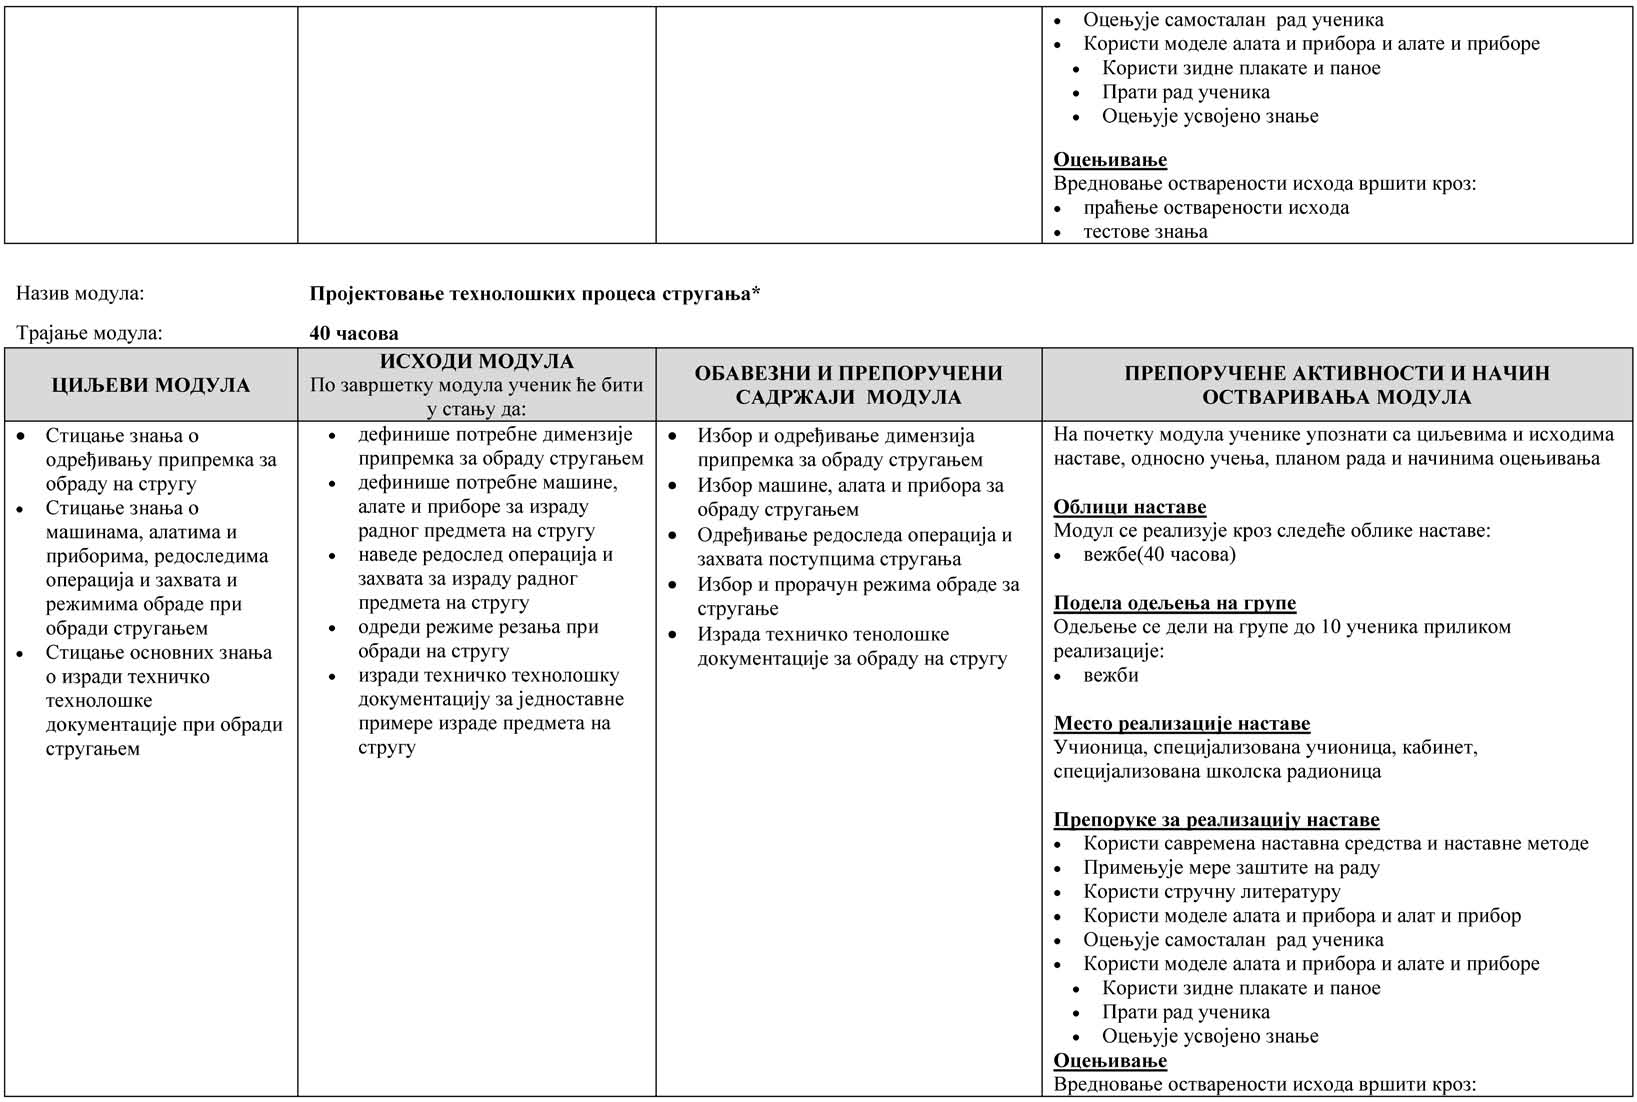 • Оцењује самосталан  рад ученика
• Користи моделе алата и прибора и алате и приборе
• Користи зидне плакате и паное
• Прати рад ученика
• Оцењује усвојено знање
Оцењивање
Вредновање остварености исхода вршити кроз:
• праћење остварености исхода
• тестове знања
Назив модула: Пројектовање технолошких процеса стругања*
Трајање модула: 40 часова
ЦИЉЕВИ МОДУЛА
ИСХОДИ МОДУЛА
По завршетку модула ученик ће бити
у стању да:
ОБАВЕЗНИ И ПРЕПОРУЧЕНИ
САДРЖАЈИ  МОДУЛА
ПРЕПОРУЧЕНЕ АКТИВНОСТИ И НАЧИН
ОСТВАРИВАЊА МОДУЛА
• Стицање знања о
одређивању припремка за
обраду на стругу
• Стицање знања о
машинама, алатима и
приборима, редоследима
операција и захвата и
режимима обраде при
обради стругањем
• Стицање основних знања
о изради техничко
технолошке
документације при обради
стругањем
• дефинише потребне димензије
припремка за обраду стругањем
• дефинише потребне машине,
алате и приборе за израду
радног предмета на стругу
• наведе редослед операција и
захвата за израду радног
предмета на стругу
• одреди режиме резања при
обради на стругу
• изради техничко технолошку
документацију за једноставне
примере израде предмета на
стругу
• Избор и одређивање димензија
припремка за обраду стругањем
• Избор машине, алата и прибора за
обраду стругањем
• Одређивање редоследа операција и
захвата поступцима стругања
• Избор и прорачун режима обраде за
стругање
• Израда техничко тенолошке
документације за обраду на стругу
На почетку модула ученике упознати са циљевима и исходима
наставе, односно учења, планом рада и начинима оцењивања
Облици наставе
Модул се реализује кроз следеће облике наставе:
• вежбе(40 часова)
Подела одељења на групе
Одељење се дели на групе до 10 ученика приликом
реализације:
• вежби
Место реализације наставе
Учионица, специјализована учионица, кабинет,
специјализована школска радионица
Препоруке за реализацију наставе
• Користи савремена наставна средства и наставне методе
• Примењује мере заштите на раду
• Користи стручну литературу
• Користи моделе алата и прибора и алат и прибор
• Оцењује самосталан  рад ученика
• Користи моделе алата и прибора и алате и приборе
• Користи зидне плакате и паное
• Прати рад ученика
• Оцењује усвојено знање
Оцењивање
Вредновање остварености исхода вршити кроз: